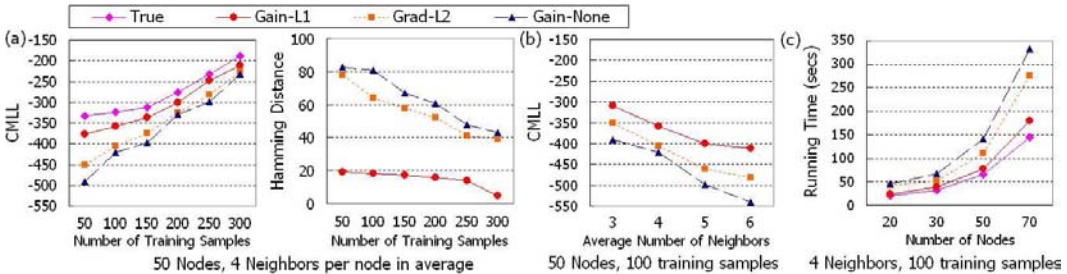 True Gain-L1 Grad-L2 Gain-None
(a)
CMLL
-150
-200
-250
-300
-350
-400
-450
-500
-550
50 100 150 200 250 300
Number of Training Samples
Hamming Distance
100
80
60
40
20
0
50 100 150 200 250 300
Number of Training Samples
50 Nodes, 4 Neighbors per node in average
(b)
CMLL
-150
-200
-250
-300
-350
-400
-450
-500
-550
3 4 5 6
Average Number of Neighbors
50 Nodes, 100 training samples
(c)
Running Time (secs)
350
300
250
200
150
100
50
0
20 30 50 70
Number of Nodes
4 Neighbors, 100 training samples